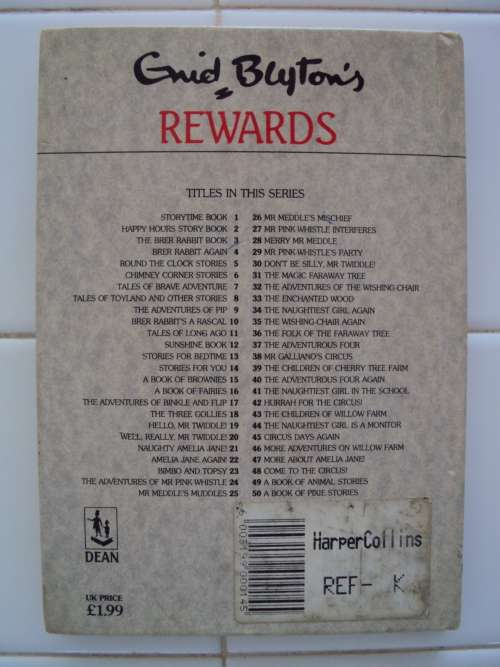 Enid Blyton's
REWARDS
TITLES IN THIS SERIES
STORYTIME BOOK 1
HAPPY HOURS STORY BOOK 2
THE BRER RABBIT BOOK 3
BRER RABBIT AGAIN 4
ROUND THE CLOCK STORIES 5
CHIMNEY CORNER STORIES 6
TALES OF BRAVE ADVENTURE 7
TALES OF TOYLAND AND OTHER STORIES 8
THE ADVENTURES OF PIP 9
BRER RABBIT'S A RASCAL 10
TALES OF LONG AGO 11
SUNSHINE BOOK 12
STORIES FOR BEDTIME 13
STORIES FOR YOU 14
A BOOK OF BROWNIES 15
A BOOK OF FAIRIES 16
THE ADVENTURES OF BINKLE AND FLIP 17
THE THREE GOLLIES 18
HELLO, MR TWIDDLE! 19
WELL, REALLY, MR TWIDDLE! 20
NAUGHTY AMELIA JANE! 21
AMELIA JANE AGAIN! 22
BIMBO AND TOPSY 23
THE ADVENTURES OF MR PINK-WHISTLE 24
MR MEDDLE'S MUDDLES 25
26 MR MEDDLE'S MISCHIEF
27 MR PINK-WHISTLE INTERFERES
28 MERRY MR MEDDLE
29 MR PINK-WHISTLE'S PARTY
30 DON'T BE SILLY, MR TWIDDLE!
31 THE MAGIC FARAWAY TREE
32 THE ADVENTURES OF THE WISHING-CHAIR
33 THE ENCHANTED WOOD
34 THE NAUGHTIEST GIRL AGAIN
35 THE WISHING-CHAIR AGAIN
36 THE FOLK OF THE FARAWAY TREE
37 THE ADVENTUROUS FOUR
38 MR GALLIANO'S CIRCUS
39 THE CHILDREN OF CHERRY TREE FARM
40 THE ADVENTUROUS FOUR AGAIN
41 THE NAUGHTIEST GIRL IN THE SCHOOL
42 HURRAH FOR THE CIRCUS!
43 THE CHILDREN OF WILLOW FARM
44 THE NAUGHTIEST GIRL IS A MONITOR
45 CIRCUS DAYS AGAIN
46 MORE ADVENTURES ON WILLOW FARM
47 MORE ABOUT AMELIA JANE!
48 COME TO THE CIRCUS!
49 A BOOK OF ANIMAL STORIES
50 A BOOK OF PIXIE STORIES
DEAN
UK PRICE
£1.99
HarperCollins
REF- K